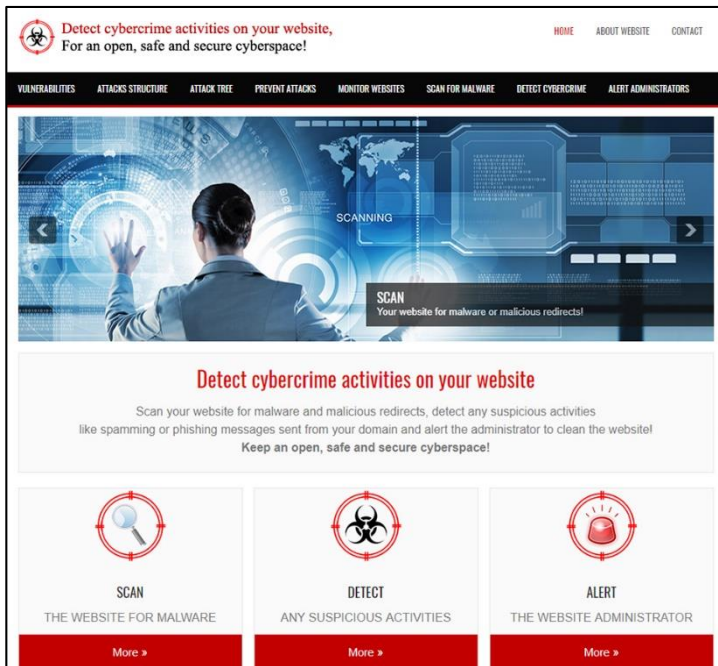 Detect cybercrime activities on your website,
For an open, safe and secure cyberspace!
HOME ABOUT WEBSITE CONTACT
VULNERABILITIES ATTACKS STRUCTURE ATTACK TREE PREVENT ATTACKS MONITOR WEBSITES SCAN FOR MALWARE DETECT CYBERCRIME ALERT ADMINISTRATORS
SCANNING
SCAN
Your website for malware or malicious redirects!
Detect cybercrime activities on your website
Scan your website for malware and malicious redirects, detect any suspicious activities
like spamming or phishing messages sent from your domain and alert the administrator to clean the website!
Keep an open, safe and secure cyberspace!
SCAN
THE WEBSITE FOR MALWARE
More »
DETECT
ANY SUSPICIOUS ACTIVITIES
More »
ALERT
THE WEBSITE ADMINISTRATOR
More »